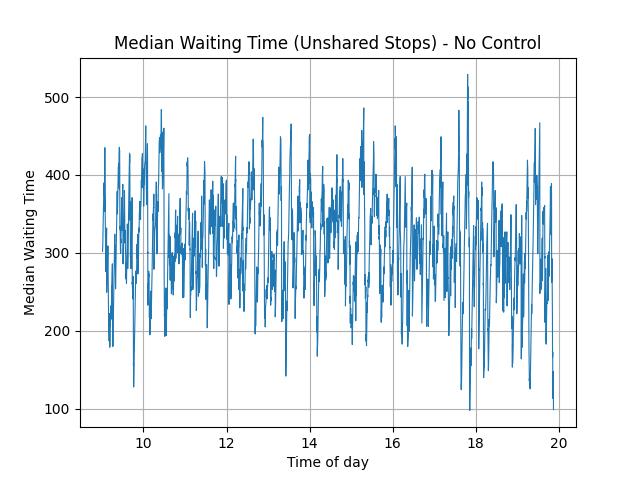 Median Waiting Time (Unshared Stops) - No Control
500
400
300
200
100
Median Waiting Time
10 12 14 16 18 20
Time of day